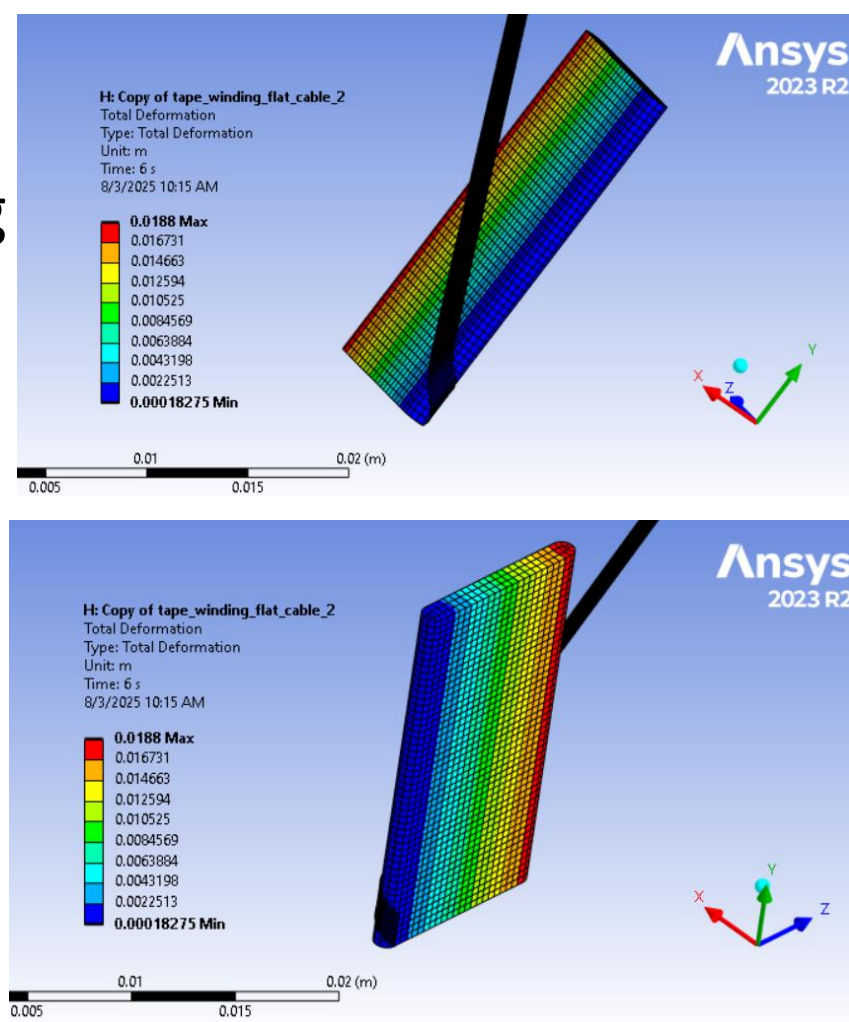 g
Ansys
2023 R2
H: Copy of tape_winding_flat_cable_2
Total Deformation
Type: Total Deformation
Unit: m
Time: 6 s
8/3/2025 10:15 AM
0.0188 Max
0.016731
0.014663
0.012594
0.010525
0.0084569
0.0063884
0.0043198
0.0022513
0.00018275 Min
X
Y
Z
0.01
0.02 (m)
0.005
0.015
Ansys
2023 R2
H: Copy of tape_winding_flat_cable_2
Total Deformation
Type: Total Deformation
Unit: m
Time: 6 s
8/3/2025 10:15 AM
0.0188 Max
0.016731
0.014663
0.012594
0.010525
0.0084569
0.0063884
0.0043198
0.0022513
0.00018275 Min
X
Y
Z
0.01
0.02 (m)
0.005
0.015